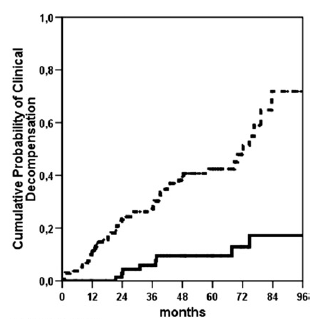 Cumulative Probability of Clinical
Decompensation
1,0
0,8
0,6
0,4
0,2
0,0
0 12 24 36 48 60 72 84 96
months